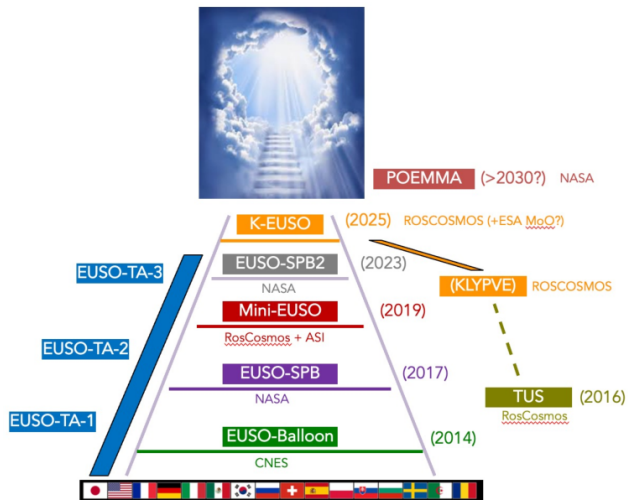 POEMMA (>2030?) NASA
K-EUSO (2025) ROSCOSMOS (+ESA MoO?)
EUSO-TA-3 EUSO-SPB2 (2023)
NASA
(KLYPVE) ROSCOSMOS
Mini-EUSO (2019)
RosCosmos + ASI
EUSO-TA-2
EUSO-SPB (2017)
NASA
TUS (2016)
RosCosmos
EUSO-TA-1
EUSO-Balloon (2014)
CNES